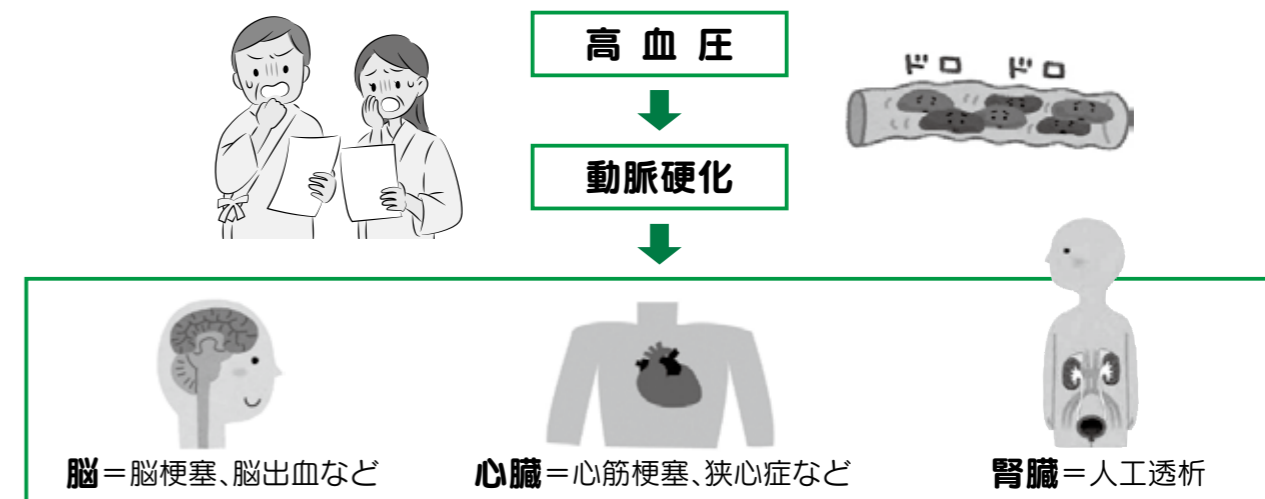 高血圧
ドロ ドロ
動脈硬化
脳=脳梗塞、脳出血など
心臓=心筋梗塞、狭心症など
腎臓=人工透析